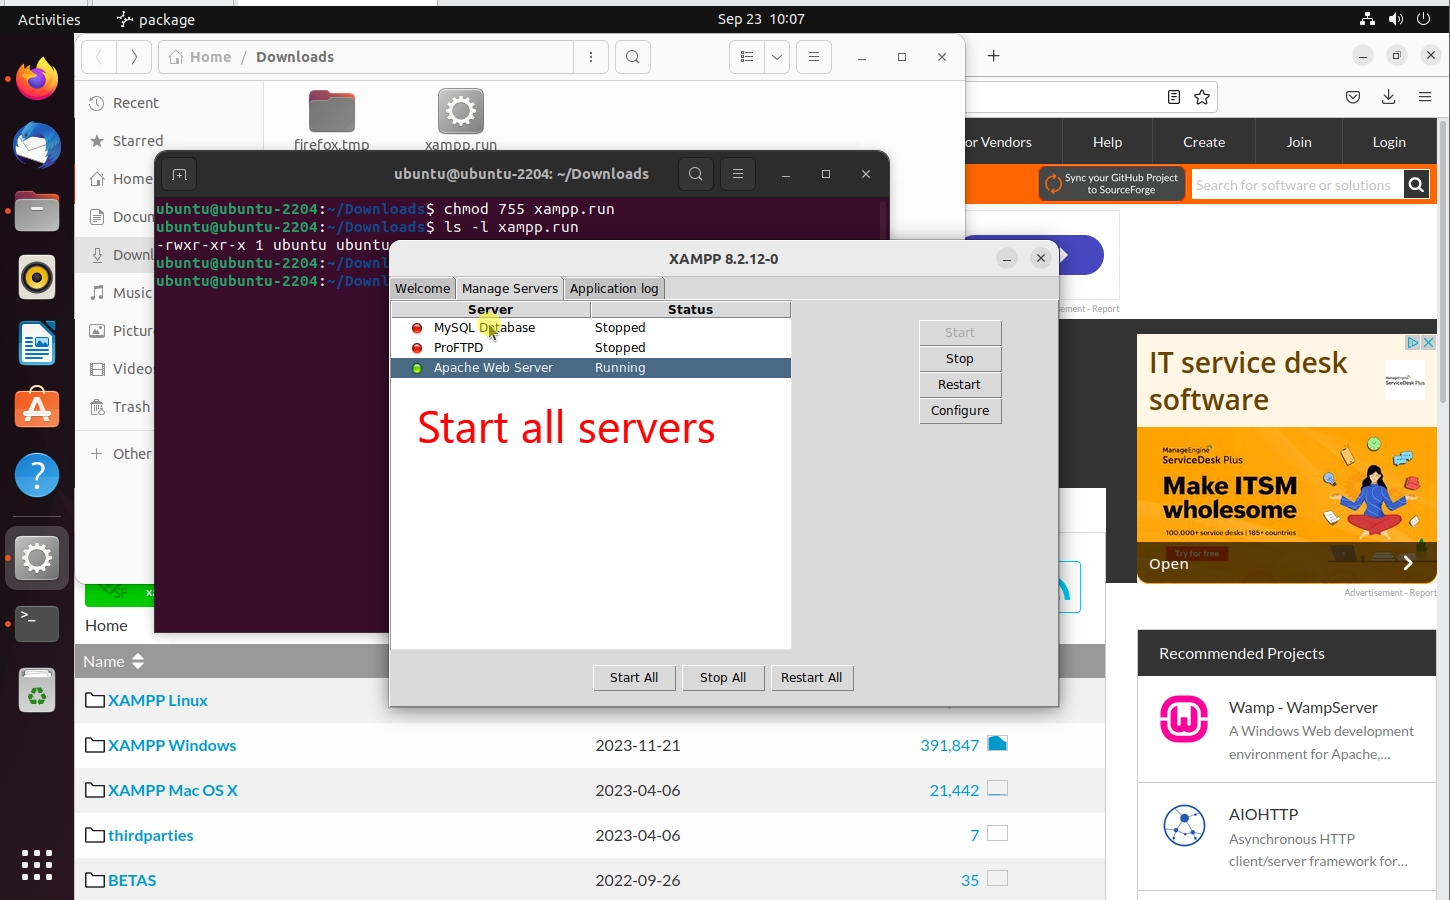 Activities
package
Sep 23 10:07
Home / Downloads
Recent
Starred
Home
Docum
Downl
Music
Pictur
Videos
Trash
Other
firefox.tmp
xampp.run
or Vendors
Help
Create
Join
Login
Sync your GitHub Project
to SourceForge
Search for software or solutions
ubuntu@ubuntu-2204: ~/Downloads
ubuntu@ubuntu-2204:~/Downloads$ chmod 755 xampp.run
ubuntu@ubuntu-2204:~/Downloads$ ls -l xampp.run
-rwxr-xr-x 1 ubuntu ubuntu
ubuntu@ubuntu-2204:~/Downl
ubuntu@ubuntu-2204:~/Downl
XAMPP 8.2.12-0
Welcome
Manage Servers
Application log
Server Status
MySQL Database Stopped
ProFTPD Stopped
Apache Web Server Running
Start
Stop
Restart
Configure
Start all servers
Start All
Stop All
Restart All
ement - Report
IT service desk
software
ManageEngine
ServiceDesk Plus
Make ITSM
wholesome
100,000+ service desks | 185+ countries
Try for free
Open
Advertisement - Report
SF
xa
Home
Name
XAMPP Linux
XAMPP Windows 2023-11-21 391,847
XAMPP Mac OS X 2023-04-06 21,442
thirdparties 2023-04-06 7
BETAS 2022-09-26 35
Recommended Projects
Wamp - WampServer
A Windows Web development
environment for Apache,...
AIOHTTP
Asynchronous HTTP
client/server framework for...